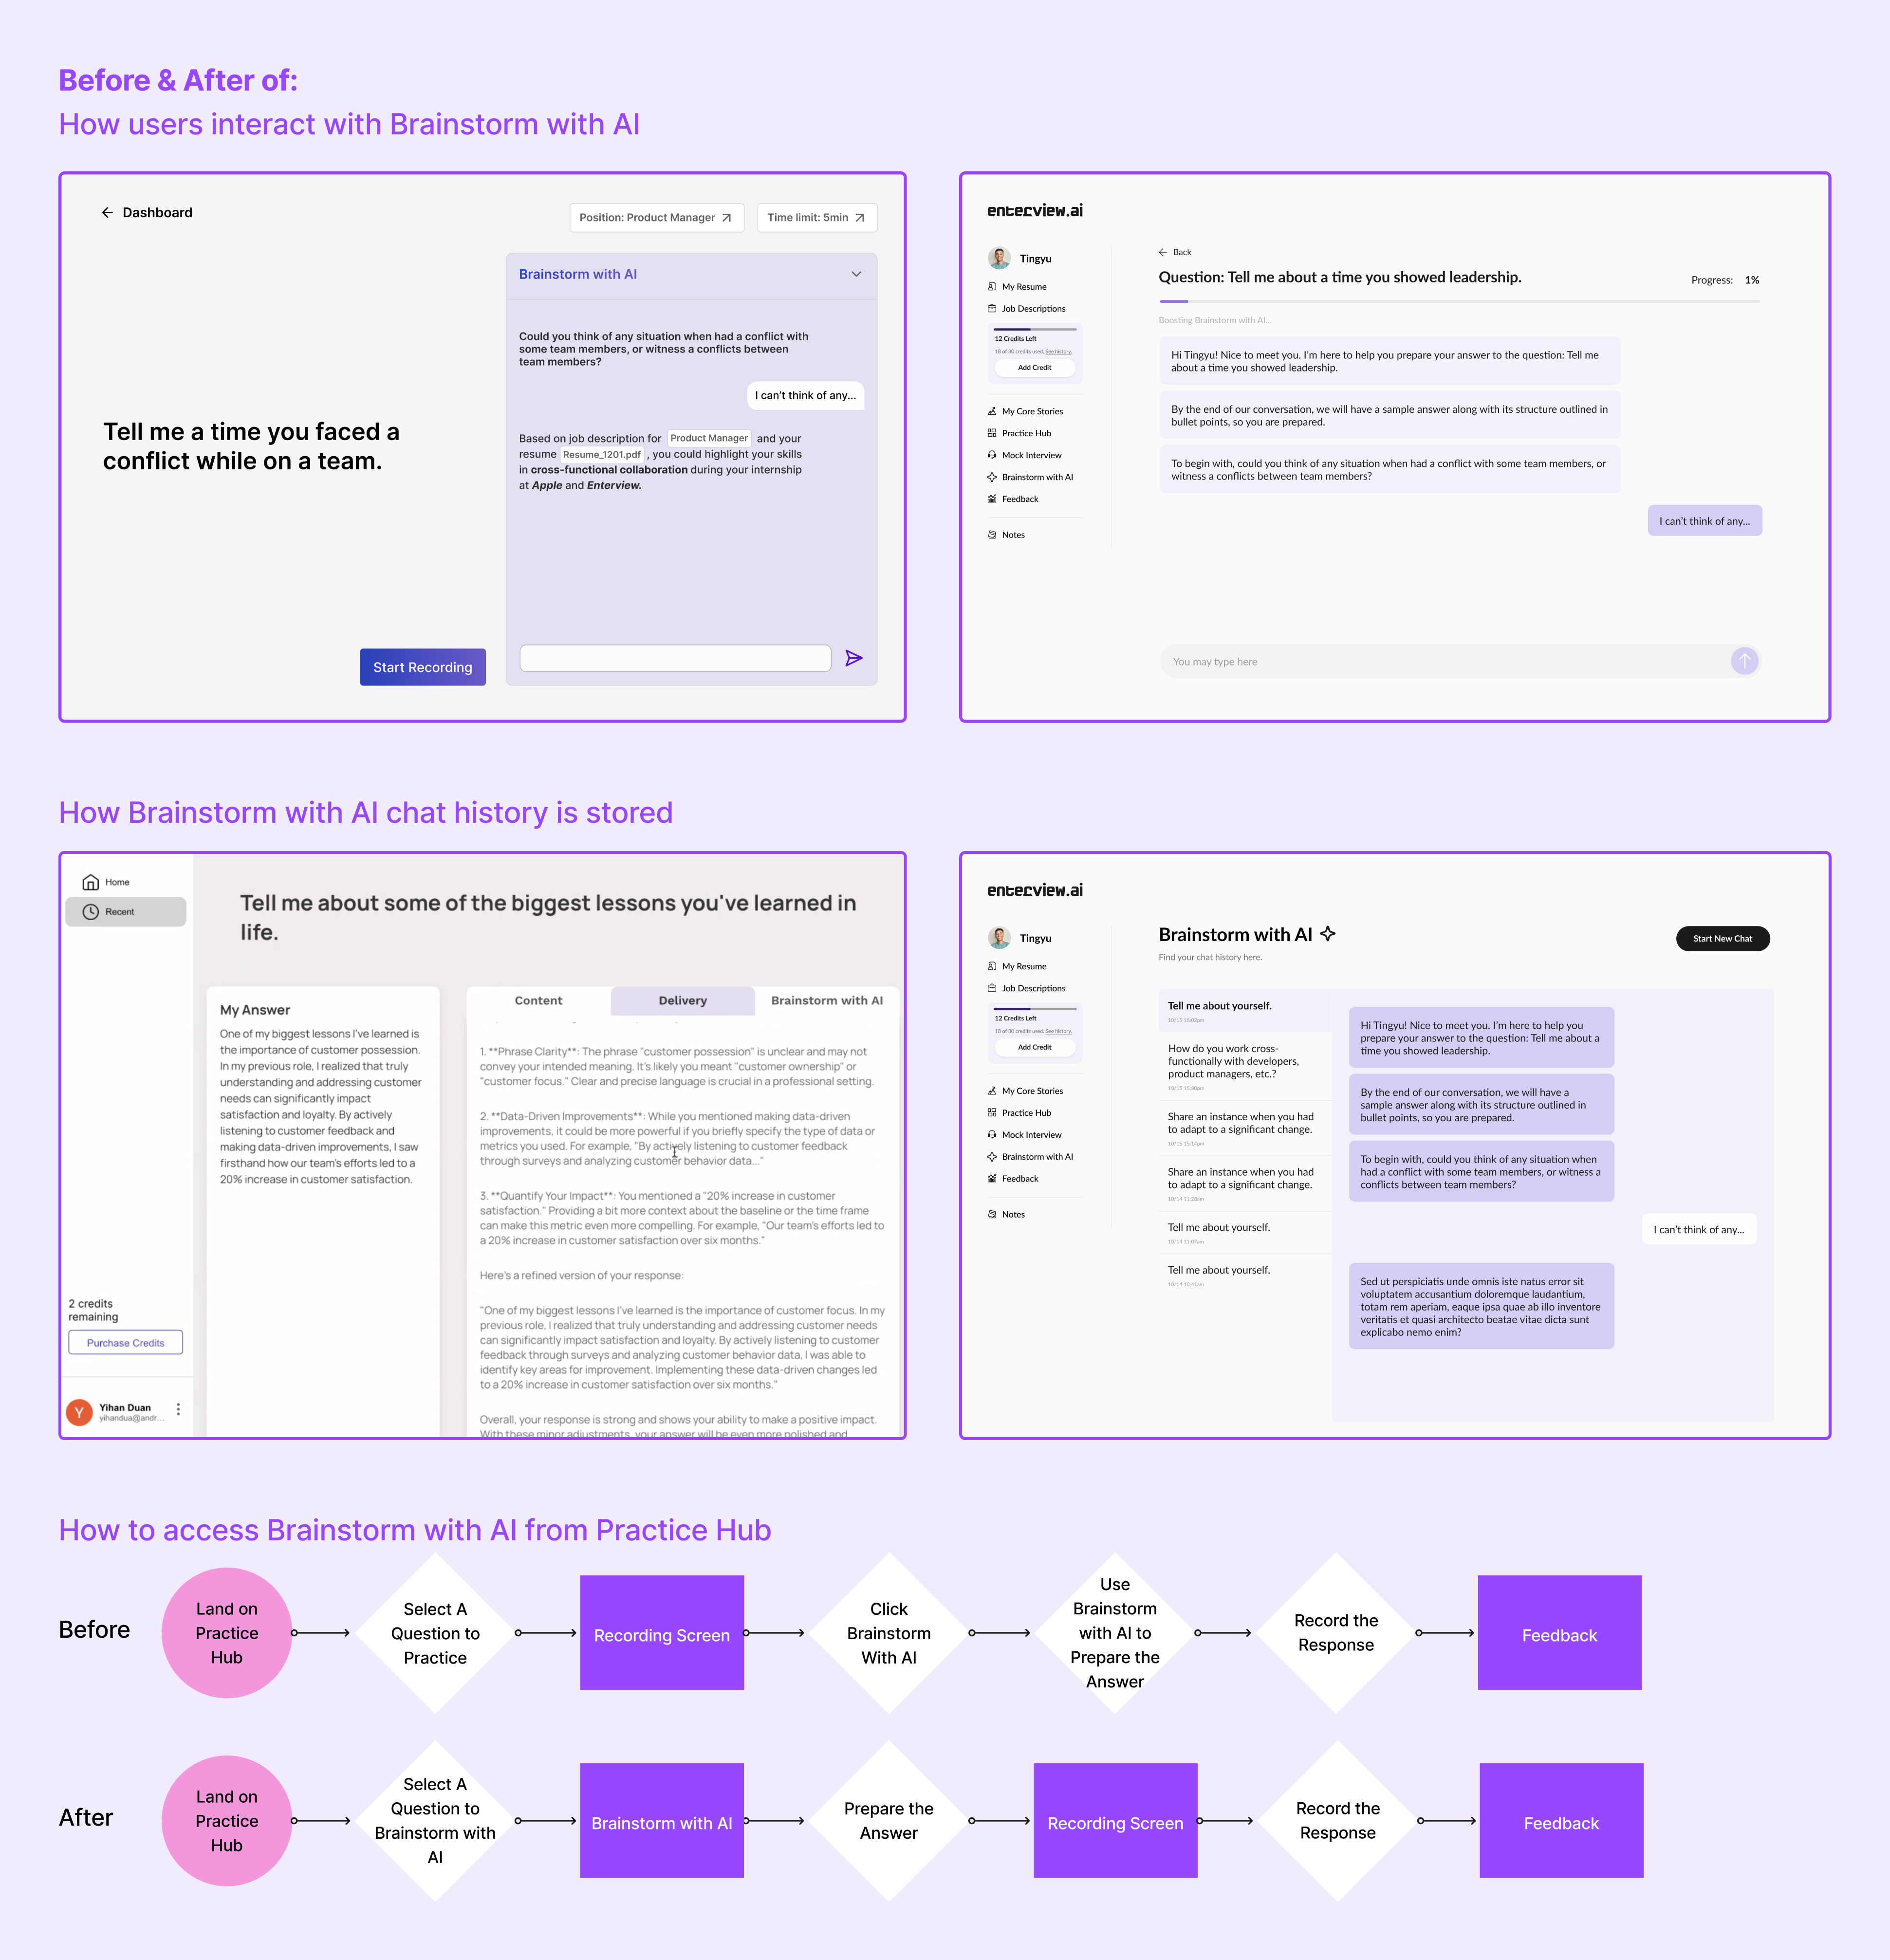 Before & After of:
How users interact with Brainstorm with AI
Dashboard
Position: Product Manager
Time limit: 5min
Brainstorm with AI
Could you think of any situation when had a conflict with
some team members, or witness a conflicts between
team members?
I can't think of any...
Tell me a time you faced a
conflict while on a team.
Based on job description for Product Manager and your
resume Resume_1201.pdf , you could highlight your skills
in cross-functional collaboration during your internship
at Apple and Enterview.
Start Recording
enterview.ai
Tingyu
My Resume
Job Descriptions
12 Credits Left
18 of 30 credits used. See history.
Add Credit
My Core Stories
Practice Hub
Mock Interview
Brainstorm with AI
Feedback
Notes
Back
Question: Tell me about a time you showed leadership.
Progress: 1%
Boosting Brainstorm with AI...
Hi Tingyu! Nice to meet you. I'm here to help you prepare your answer to the question: Tell me
about a time you showed leadership.
By the end of our conversation, we will have a sample answer along with its structure outlined in
bullet points, so you are prepared.
To begin with, could you think of any situation when had a conflict with some team members, or
witness a conflicts between team members?
I can't think of any...
You may type here
How Brainstorm with AI chat history is stored
Home
Recent
2 credits
remaining
Purchase Credits
Y
Yihan Duan
yihandua@andr...
Tell me about some of the biggest lessons you've learned in
life.
My Answer
One of my biggest lessons I've learned is
the importance of customer possession.
In my previous role, I realized that truly
understanding and addressing customer
needs can significantly impact
satisfaction and loyalty. By actively
listening to customer feedback and
making data-driven improvements, I saw
firsthand how our team's efforts led to a
20% increase in customer satisfaction.
Content
Delivery
Brainstorm with AI
1. **Phrase Clarity**: The phrase "customer possession" is unclear and may not
convey your intended meaning. It's likely you meant "customer ownership" or
"customer focus." Clear and precise language is crucial in a professional setting.
2. **Data-Driven Improvements**: While you mentioned making data-driven
improvements, it could be more powerful if you briefly specify the type of data or
metrics you used. For example, "By actively listening to customer feedback
through surveys and analyzing customer behavior data..."
3. **Quantify Your Impact**: You mentioned a "20% increase in customer
satisfaction." Providing a bit more context about the baseline or the time frame
can make this metric even more compelling. For example, "Our team's efforts led to
a 20% increase in customer satisfaction over six months."
Here's a refined version of your response:
"One of my biggest lessons I've learned is the importance of customer focus. In my
previous role, I realized that truly understanding and addressing customer needs
can significantly impact satisfaction and loyalty. By actively listening to customer
feedback through surveys and analyzing customer behavior data, I was able to
identify key areas for improvement. Implementing these data-driven changes led
to a 20% increase in customer satisfaction over six months."
Overall, your response is strong and shows your ability to make a positive impact.
With these minor adjustments, your answer will be even more polished and
enterview.ai
Tingyu
My Resume
Job Descriptions
12 Credits Left
18 of 30 credits used. See history.
Add Credit
My Core Stories
Practice Hub
Mock Interview
Brainstorm with AI
Feedback
Notes
Brainstorm with AI
Find your chat history here.
Start New Chat
Tell me about yourself.
10/15 18:02pm
How do you work cross-
functionally with developers,
product managers, etc.?
10/15 15:30pm
Share an instance when you had
to adapt to a significant change.
10/15 15:14pm
Share an instance when you had
to adapt to a significant change.
10/14 11:28am
Tell me about yourself.
10/14 11:07am
Tell me about yourself.
10/14 10:41am
Hi Tingyu! Nice to meet you. I'm here to help you
prepare your answer to the question: Tell me about a
time you showed leadership.
By the end of our conversation, we will have a
sample answer along with its structure outlined in
bullet points, so you are prepared.
To begin with, could you think of any situation when
had a conflict with some team members, or witness a
conflicts between team members?
I can't think of any...
Sed ut perspiciatis unde omnis iste natus error sit
voluptatem accusantium doloremque laudantium,
totam rem aperiam, eaque ipsa quae ab illo inventore
veritatis et quasi architecto beatae vitae dicta sunt
explicabo nemo enim?
How to access Brainstorm with AI from Practice Hub
Before
Land on
Practice
Hub
Select A
Question to
Practice
Recording Screen
Click
Brainstorm
With AI
Use
Brainstorm
with AI to
Prepare the
Answer
Record the
Response
Feedback
After
Land on
Practice
Hub
Select A
Question to
Brainstorm with
AI
Brainstorm with AI
Prepare the
Answer
Recording Screen
Record the
Response
Feedback